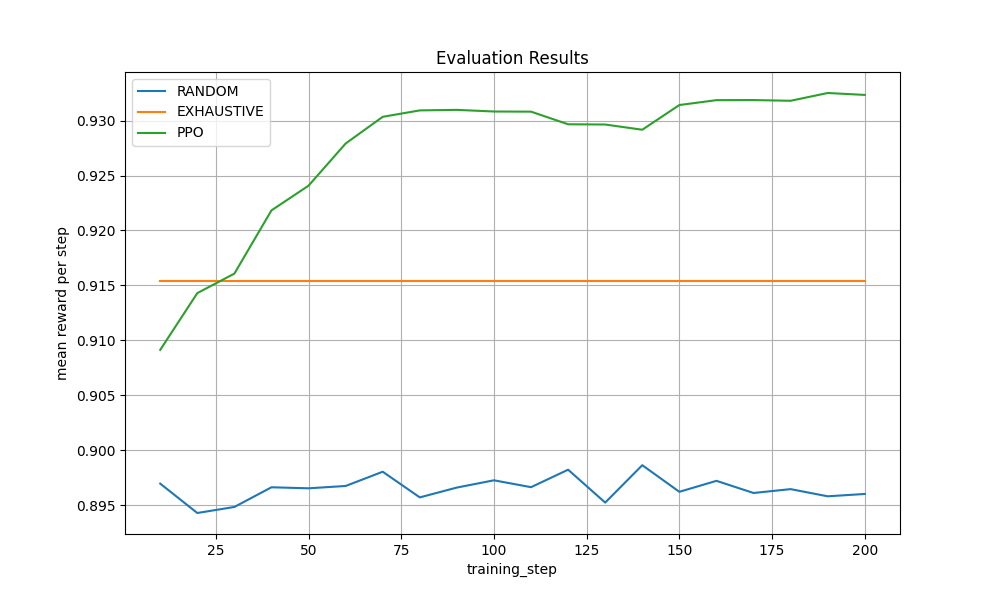 Evaluation Results
RANDOM
EXHAUSTIVE
PPO
mean reward per step
0.930
0.925
0.920
0.915
0.910
0.905
0.900
0.895
25 50 75 100 125 150 175 200
training_step